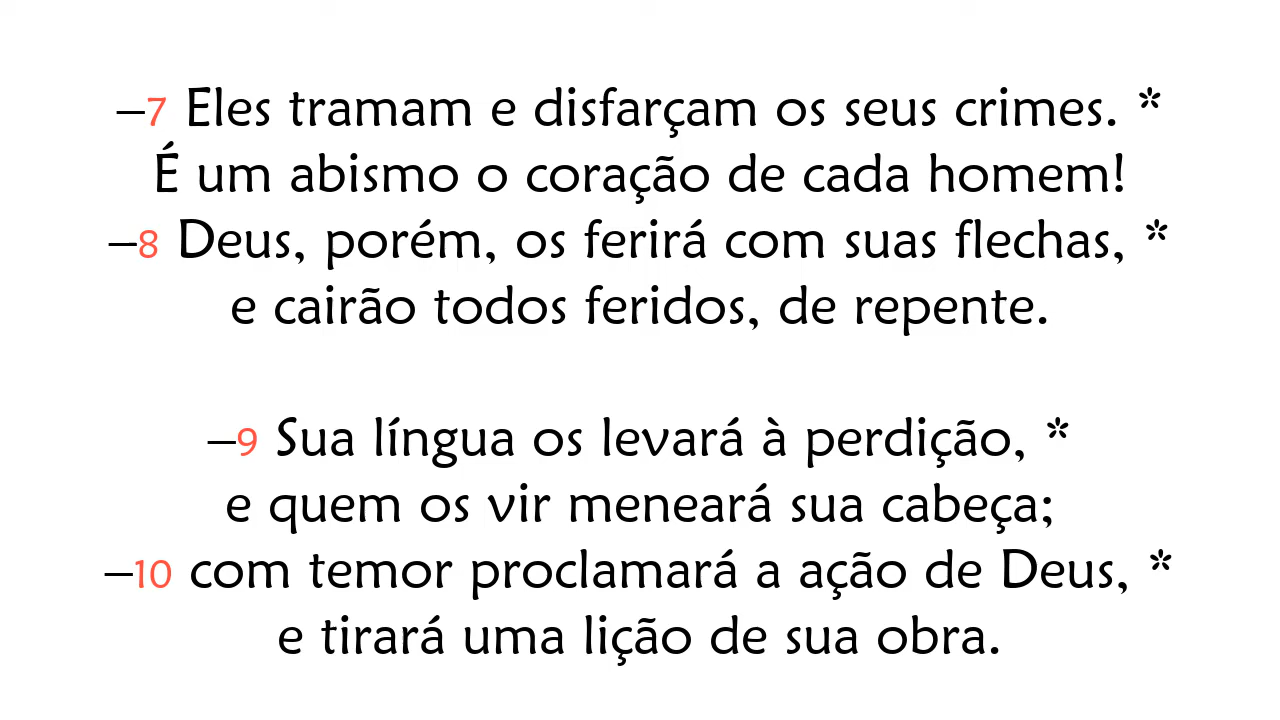 –7 Eles tramam e disfarçam os seus crimes. *
É um abismo o coração de cada homem!
–8 Deus, porém, os ferirá com suas flechas, *
e cairão todos feridos, de repente.
–9 Sua língua os levará à perdição, *
e quem os vir meneará sua cabeça;
–10 com temor proclamará a ação de Deus, *
e tirará uma lição de sua obra.